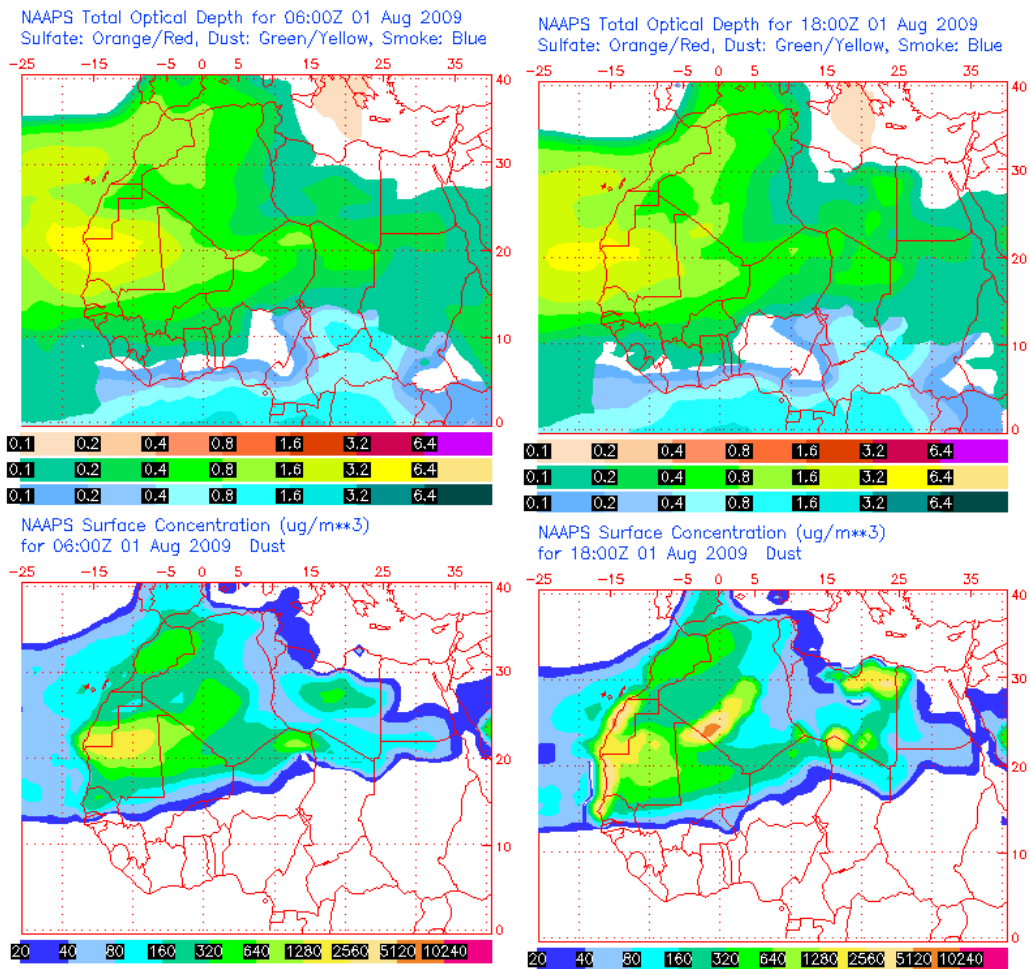 NAAPS Total Optical Depth for 06:00Z 01 Aug 2009
Sulfate: Orange/Red, Dust: Green/Yellow, Smoke: Blue
-25 -15 -5 0 5 15 25 35
40
30
20
10
0
0.1 0.2 0.4 0.8 1.6 3.2 6.4
0.1 0.2 0.4 0.8 1.6 3.2 6.4
0.1 0.2 0.4 0.8 1.6 3.2 6.4
NAAPS Total Optical Depth for 18:00Z 01 Aug 2009
Sulfate: Orange/Red, Dust: Green/Yellow, Smoke: Blue
-25 -15 -5 0 5 15 25 35
40
30
20
10
0
0.1 0.2 0.4 0.8 1.6 3.2 6.4
0.1 0.2 0.4 0.8 1.6 3.2 6.4
0.1 0.2 0.4 0.8 1.6 3.2 6.4
NAAPS Surface Concentration (ug/m**3)
for 06:00Z 01 Aug 2009 Dust
-25 -15 -5 0 5 15 25 35
40
30
20
10
0
20 40 80 160 320 640 1280 2560 5120 10240
NAAPS Surface Concentration (ug/m**3)
for 18:00Z 01 Aug 2009 Dust
-25 -15 -5 0 5 15 25 35
40
30
20
10
0
20 40 80 160 320 640 1280 2560 5120 10240